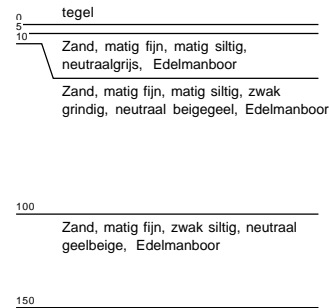 0
tegel
5
10
Zand, matig fijn, matig siltig,
neutraalgrijs, Edelmanboor
Zand, matig fijn, matig siltig, zwak
grindig, neutraal beigegeel, Edelmanboor
100
Zand, matig fijn, zwak siltig, neutraal
geelbeige, Edelmanboor
150